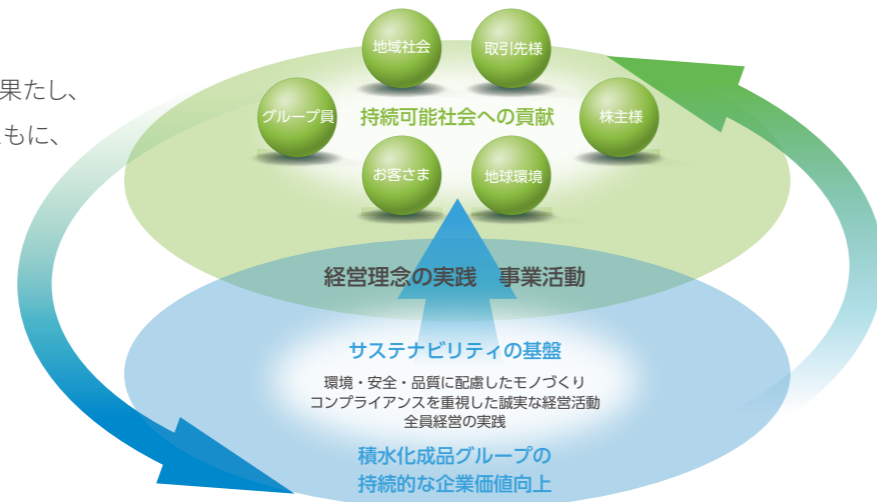 果たし、
ともに、
地域社会
取引先様
グループ員
持続可能社会への貢献
株主様
お客さま
地球環境
経営理念の実践　事業活動
サステナビリティの基盤
環境・安全・品質に配慮したモノづくり
コンプライアンスを重視した誠実な経営活動
全員経営の実践
積水化成品グループの
持続的な企業価値向上